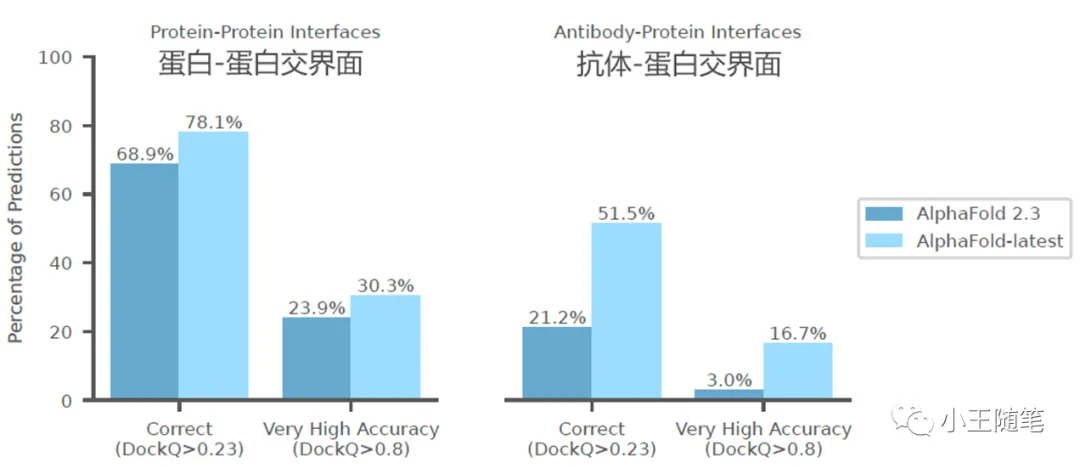 Protein-Protein Interfaces
蛋白-蛋白交界面
Antibody-Protein Interfaces
抗体-蛋白交界面
Percentage of Predictions
100
80
60
40
20
0
68.9%
78.1%
23.9%
30.3%
21.2%
51.5%
3.0%
16.7%
Correct
(DockQ>0.23)
Very High Accuracy
(DockQ>0.8)
Correct
(DockQ>0.23)
Very High Accuracy
(DockQ>0.8)
AlphaFold 2.3
AlphaFold-latest
小王随笔